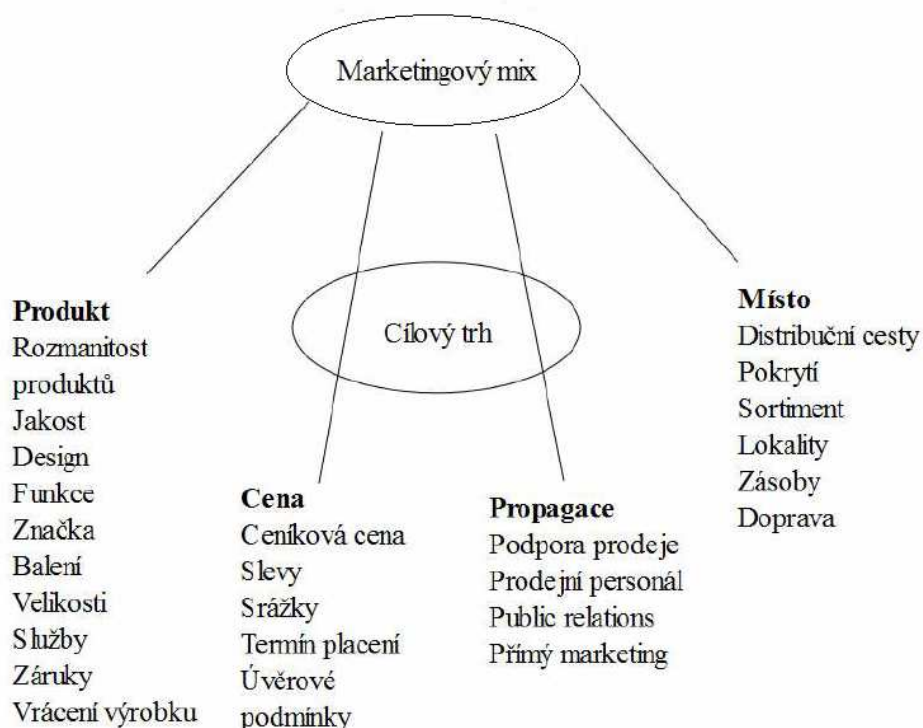 Marketingový mix
Cílový trh
Produkt
Rozmanitost
produktů
Jakost
Design
Funkce
Značka
Balení
Velikosti
Služby
Záruky
Vrácení výrobku
Cena
Ceníková cena
Slevy
Srážky
Termín placení
Úvěrové
podmínky
Propagace
Podpora prodeje
Prodejní personál
Public relations
Přímý marketing
Místo
Distribuční cesty
Pokrytí
Sortiment
Lokality
Zásoby
Doprava